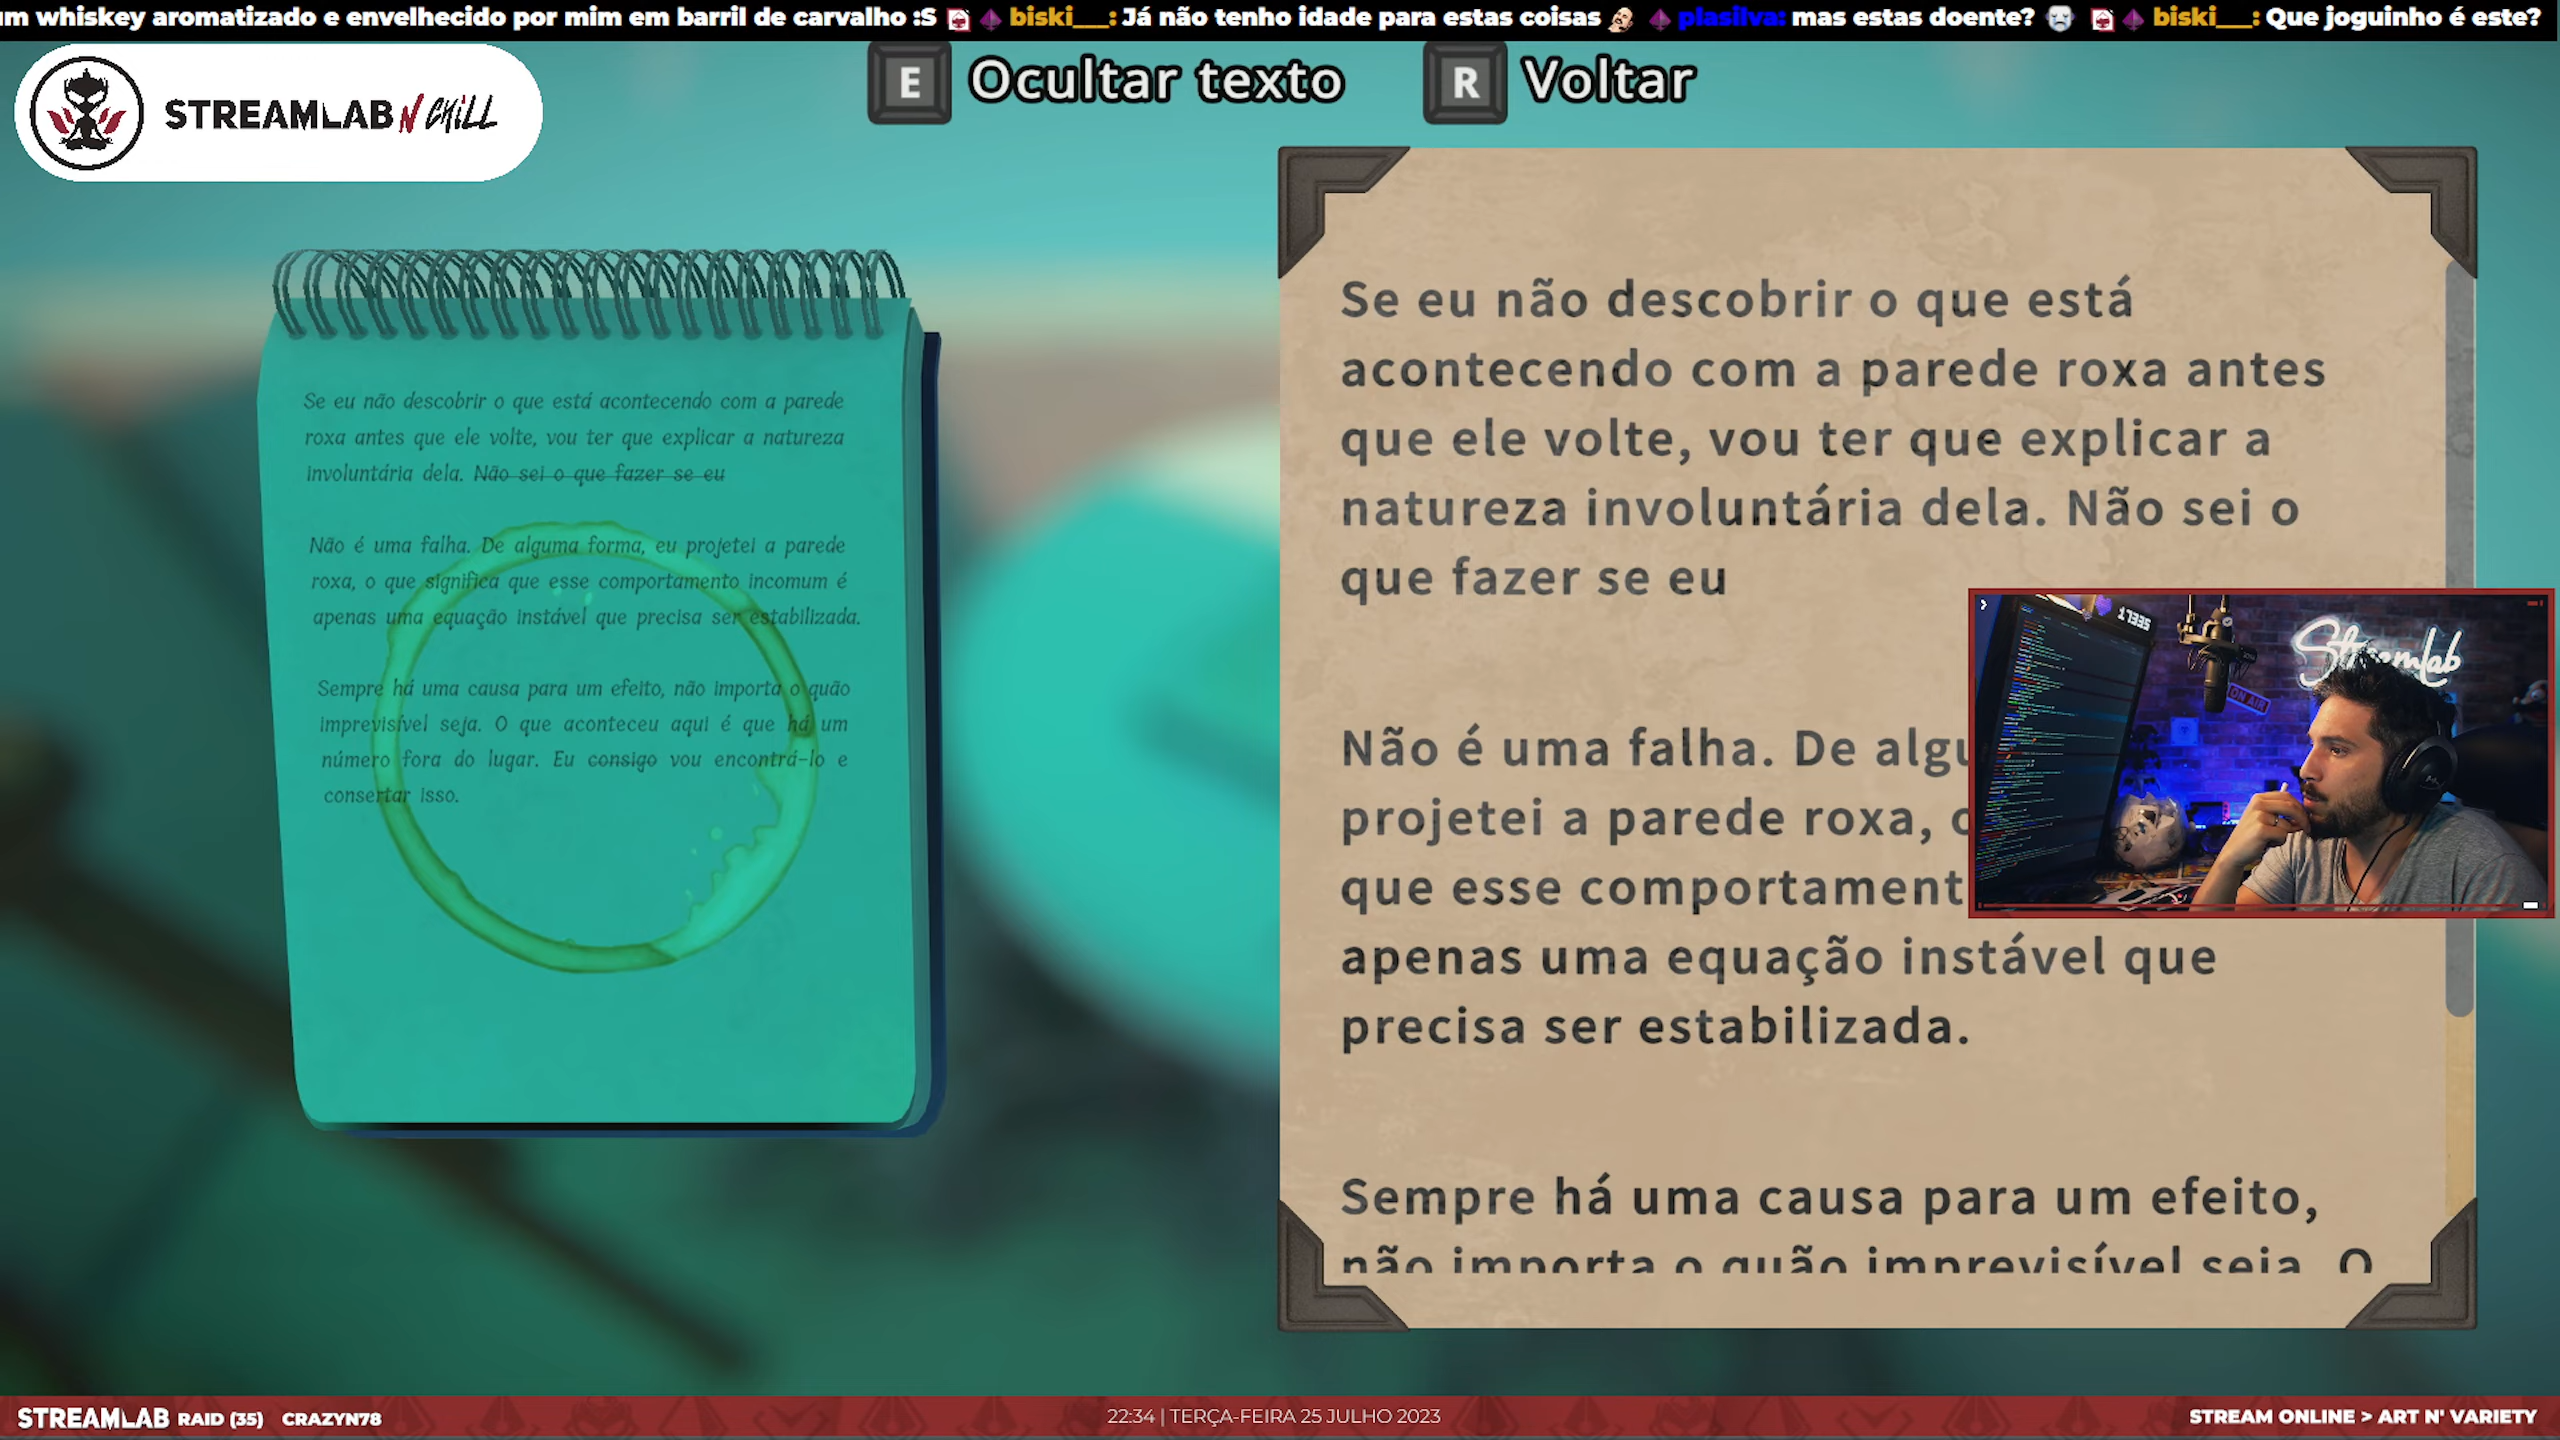 m whiskey aromatizado e envelhecido por mim em barril de carvalho :S biski___: Já não tenho idade para estas coisas plasilva: mas estas doente? biski___: Que joguinho é este?
STREAMLAB N' CHILL
E Ocultar texto R Voltar
Se eu não descobrir o que está acontecendo com a parede
roxa antes que ele volte, vou ter que explicar a natureza
involuntária dela. Não sei o que fazer se eu
Não é uma falha. De alguma forma, eu projetei a parede
roxa, o que significa que esse comportamento incomum é
apenas uma equação instável que precisa ser estabilizada.
Sempre há uma causa para um efeito, não importa o quão
imprevisível seja. O que aconteceu aqui é que há um
número fora do lugar. Eu consigo vou encontrá-lo e
consertar isso.
Se eu não descobrir o que está
acontecendo com a parede roxa antes
que ele volte, vou ter que explicar a
natureza involuntária dela. Não sei o
que fazer se eu
Não é uma falha. De algu
projetei a parede roxa, o
que esse comportament
apenas uma equação instável que
precisa ser estabilizada.
Sempre há uma causa para um efeito,
não importa o quão imprevisível seja. O
Streamlab
ON AIR
STREAMLAB RAID (35) CRAZYN78
22:34 | TERÇA-FEIRA 25 JULHO 2023
STREAM ONLINE > ART N' VARIETY